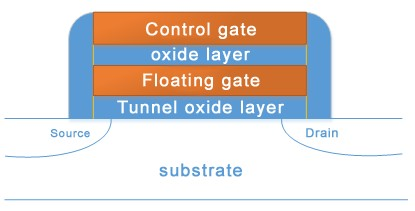 Control gate
oxide layer
Floating gate
Tunnel oxide layer
Source
Drain
substrate